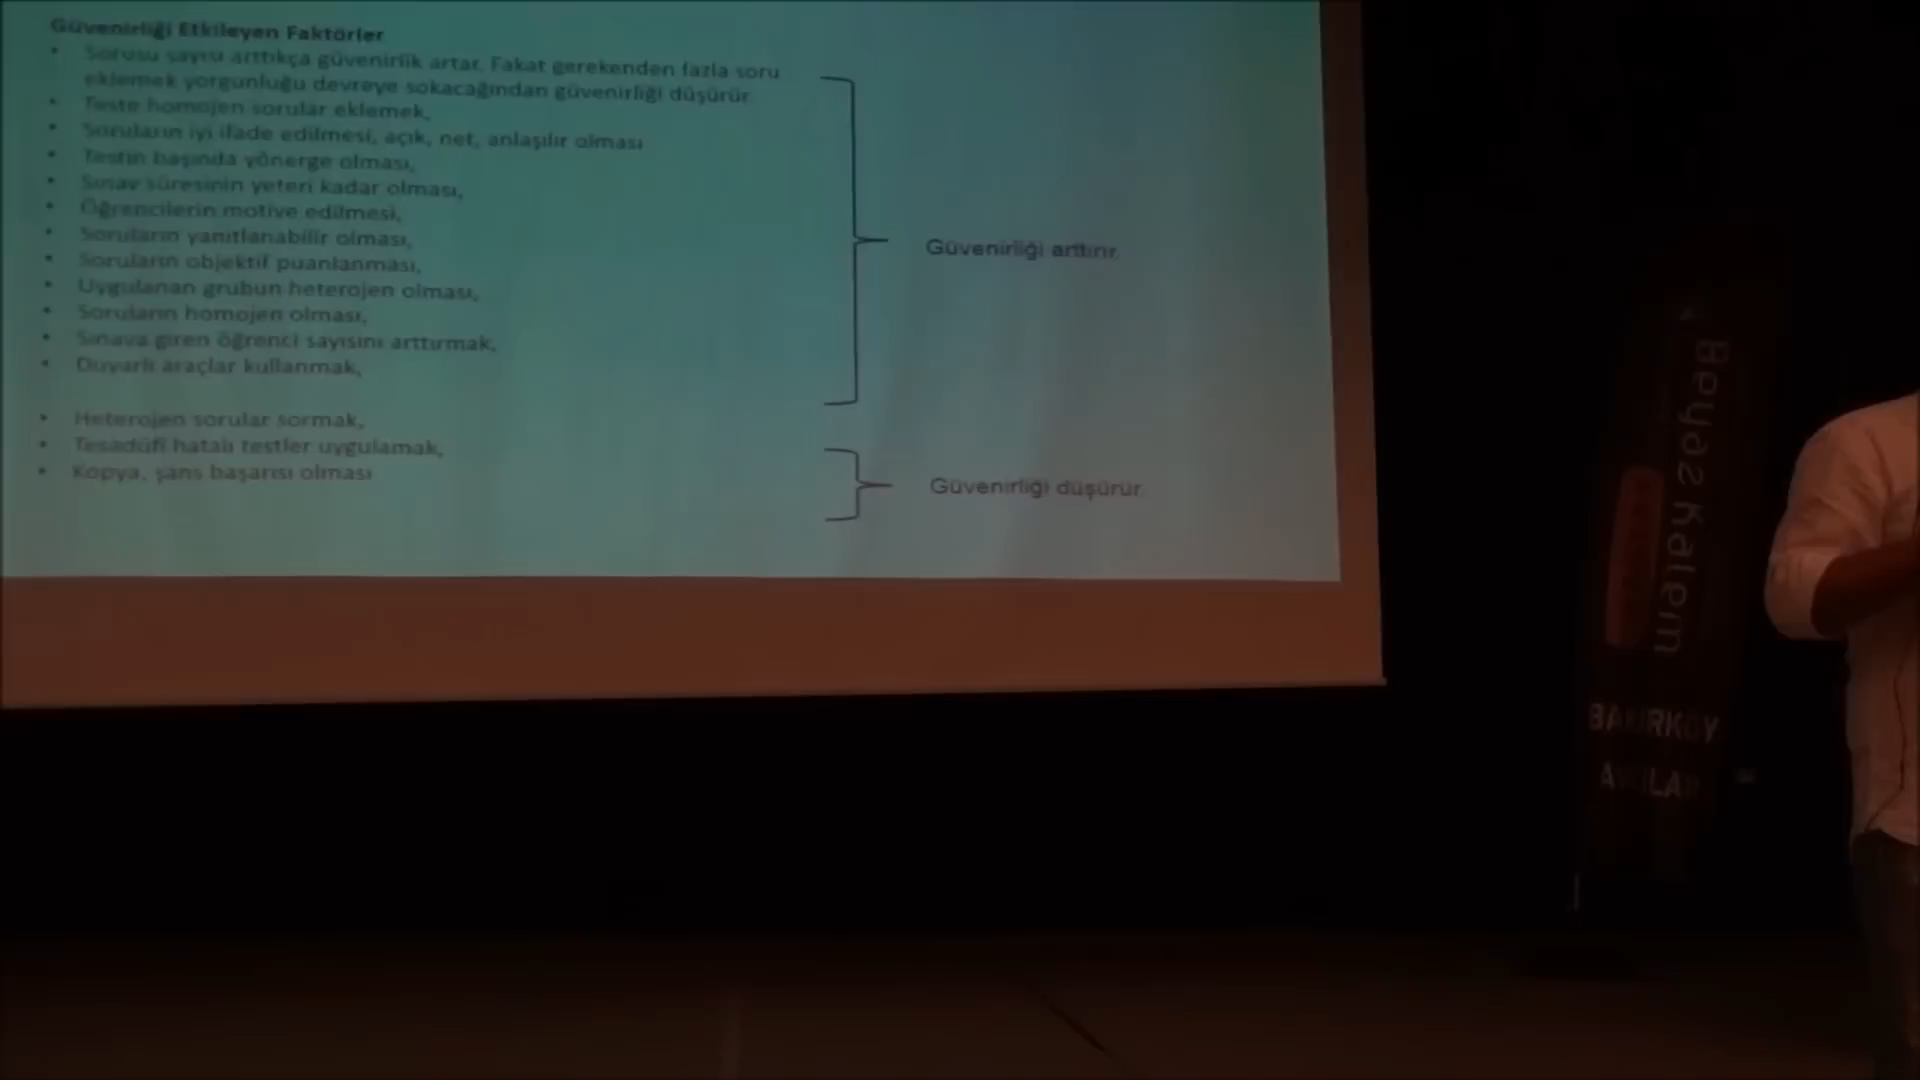 Güvenirliği Etkileyen Faktörler
• Sorusu sayısı arttıkça güvenirlik artar. Fakat gerekenden fazla soru
eklemek yorgunluğu devreye sokacağından güvenirliği düşürür.
• Teste homojen sorular eklemek,
• Soruların iyi ifade edilmesi, açık, net, anlaşılır olması
• Testin başında yönerge olması,
• Sınav süresinin yeteri kadar olması,
• Öğrencilerin motive edilmesi,
• Soruların yanıtlanabilir olması,
• Soruların objektif puanlanması,
• Uygulanan grubun heterojen olması,
• Soruların homojen olması,
• Sınava giren öğrenci sayısını arttırmak,
• Duyarlı araçlar kullanmak,
Güvenirliği arttırır.
• Heterojen sorular sormak,
• Tesadüfi hatalı testler uygulamak,
• Kopya, şans başarısı olması
Güvenirliği düşürür.
Beyaz Kalem
BAKIRKÖY
AVCILAR